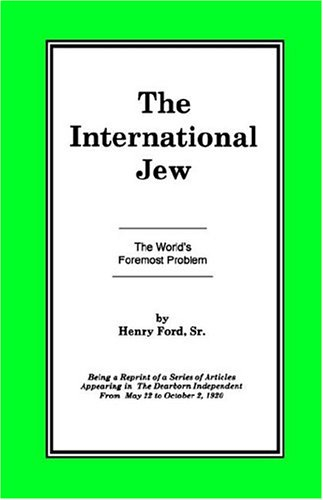 The
International
Jew
The World's
Foremost Problem
by
Henry Ford, Sr.
Being a Reprint of a Series of Articles
Appearing in The Dearborn Independent
From May 22 to October 2, 1920